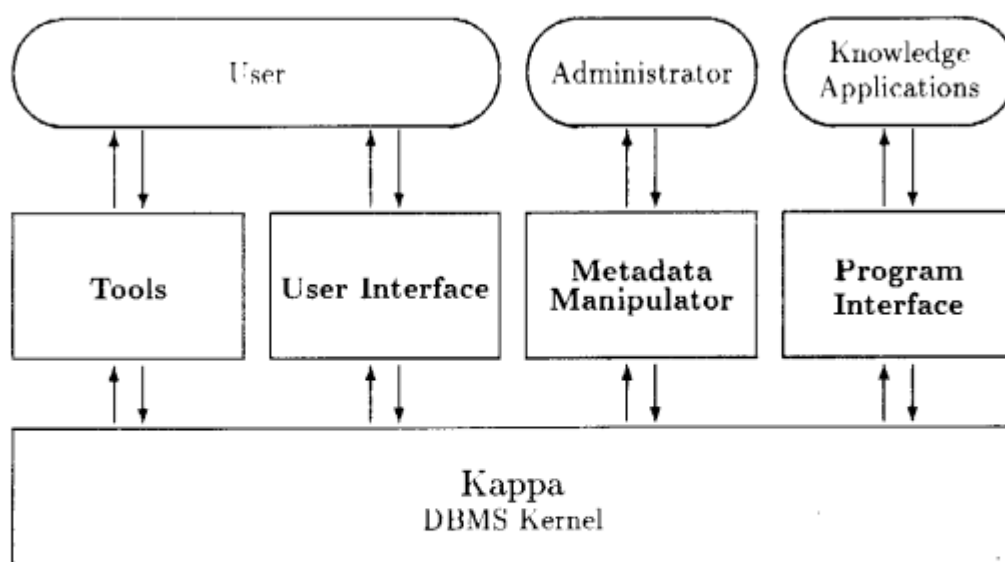 User
Administrator
Knowledge
Applications
Tools
User Interface
Metadata
Manipulator
Program
Interface
Kappa
DBMS Kernel